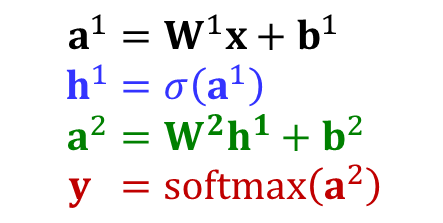 a¹ = W¹x + b¹
h¹ = σ(a¹)
a² = W²h¹ + b²
y = softmax(a²)